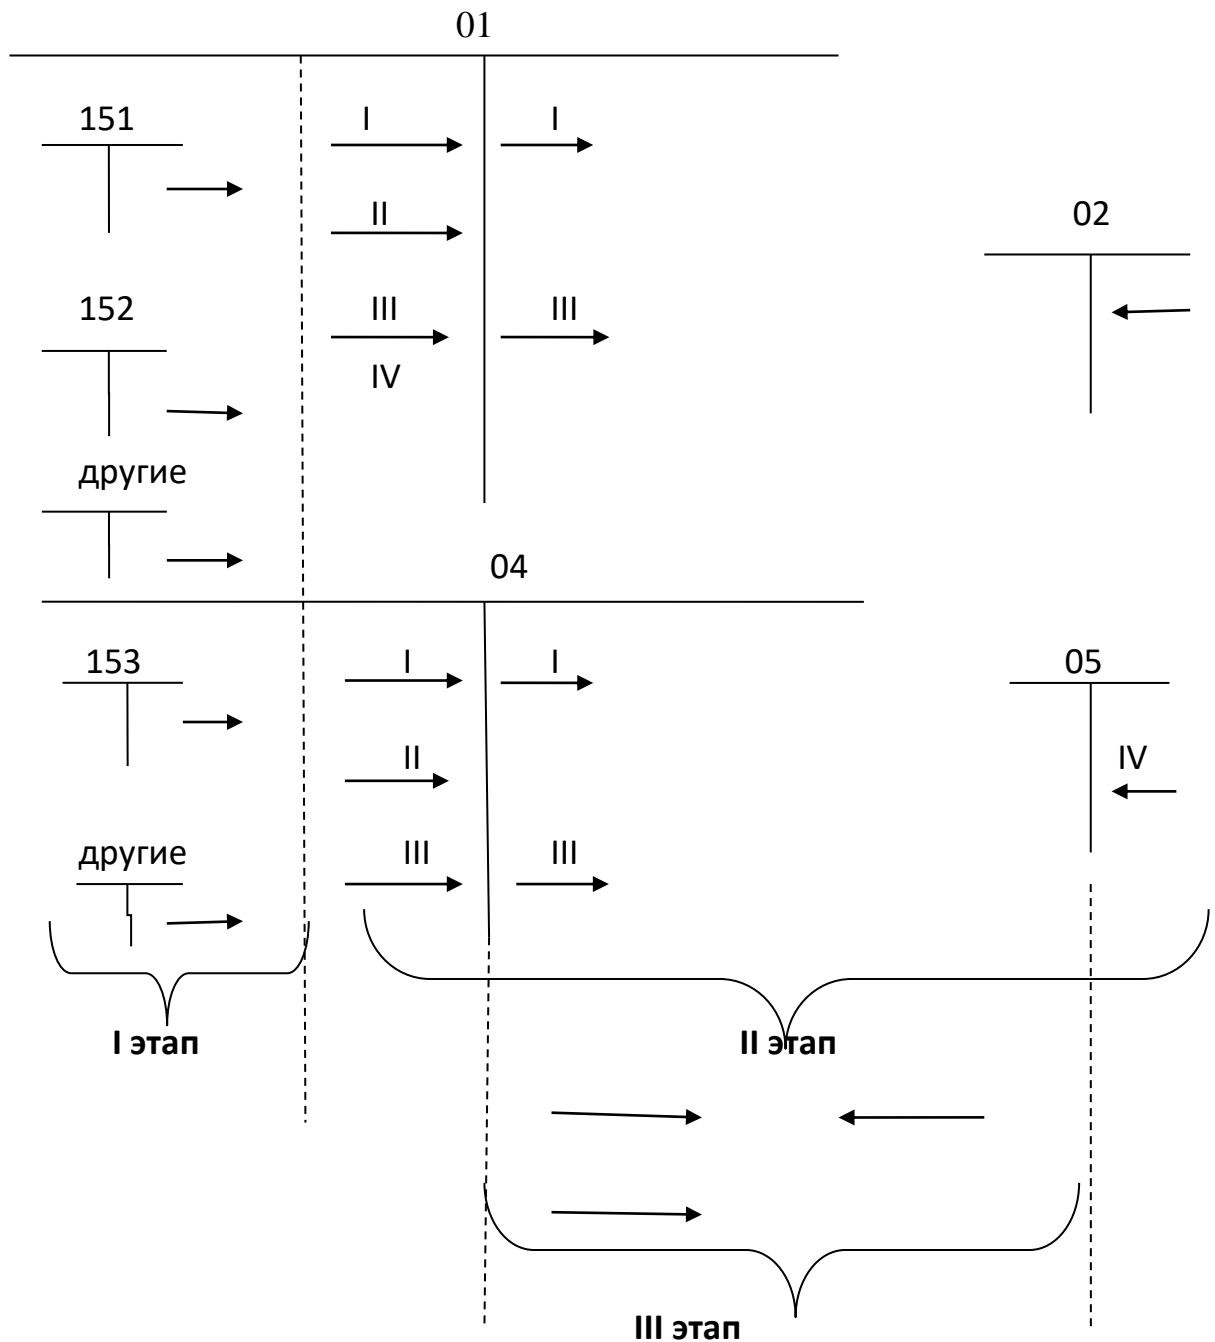 01
151 I I
II
02
152 III III
IV
другие
04
153 I I 05
II IV
другие III III
I этап II этап
III этап